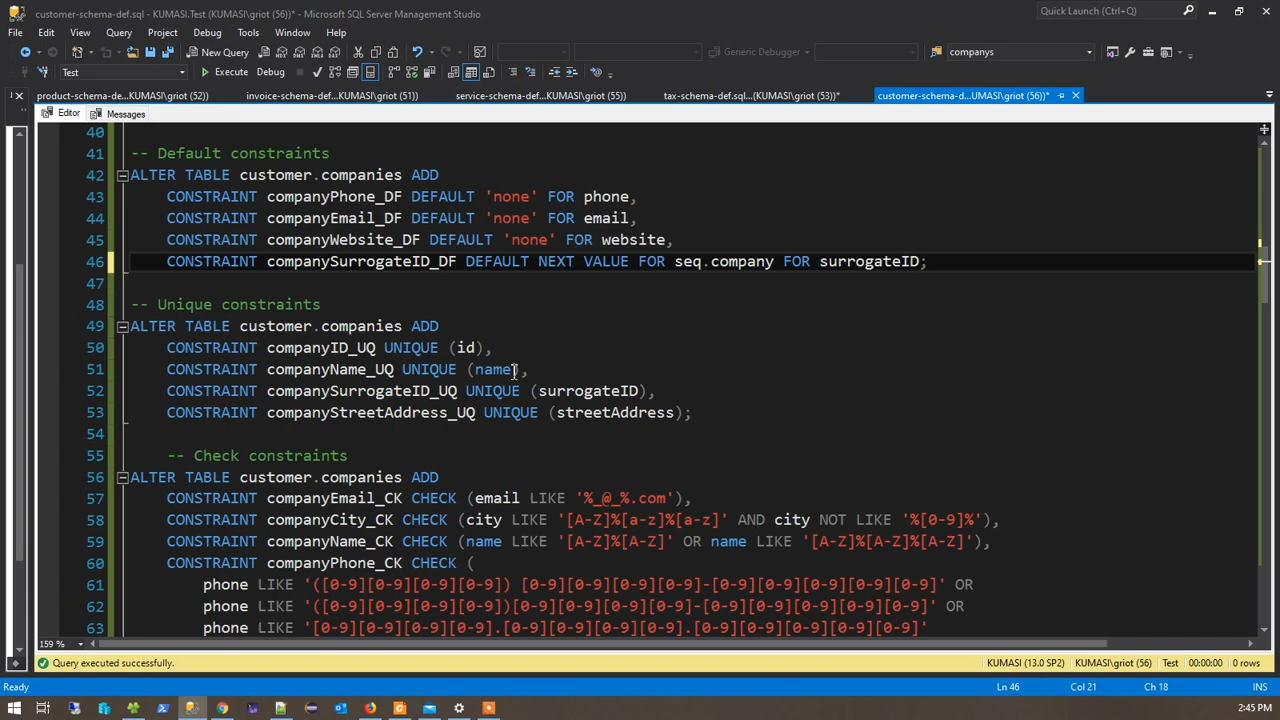 customer-schema-def.sql - KUMASI.Test (KUMASI\griot (56))* - Microsoft SQL Server Management Studio
Quick Launch (Ctrl+Q)
File Edit View Query Project Debug Tools Window Help
New Query
Generic Debugger
companys
Test
Execute Debug
product-schema-de...KUMASI\griot (52))
invoice-schema-def...KUMASI\griot (51))
service-schema-def...KUMASI\griot (55))
tax-schema-def.sql...(KUMASI\griot (53))*
customer-schema-d...UMASI\griot (56))*
Editor
Messages
40
41 -- Default constraints
42 ALTER TABLE customer.companies ADD
43 CONSTRAINT companyPhone_DF DEFAULT 'none' FOR phone,
44 CONSTRAINT companyEmail_DF DEFAULT 'none' FOR email,
45 CONSTRAINT companyWebsite_DF DEFAULT 'none' FOR website,
46 CONSTRAINT companySurrogateID_DF DEFAULT NEXT VALUE FOR seq.company FOR surrogateID;
47
48 -- Unique constraints
49 ALTER TABLE customer.companies ADD
50 CONSTRAINT companyID_UQ UNIQUE (id),
51 CONSTRAINT companyName_UQ UNIQUE (name),
52 CONSTRAINT companySurrogateID_UQ UNIQUE (surrogateID),
53 CONSTRAINT companyStreetAddress_UQ UNIQUE (streetAddress);
54
55 -- Check constraints
56 ALTER TABLE customer.companies ADD
57 CONSTRAINT companyEmail_CK CHECK (email LIKE '%_@_%.com'),
58 CONSTRAINT companyCity_CK CHECK (city LIKE '[A-Z]%[a-z]%[a-z]' AND city NOT LIKE '%[0-9]%'),
59 CONSTRAINT companyName_CK CHECK (name LIKE '[A-Z]%[A-Z]' OR name LIKE '[A-Z]%[A-Z]%[A-Z]'),
60 CONSTRAINT companyPhone_CK CHECK (
61 phone LIKE '([0-9][0-9][0-9]) [0-9][0-9][0-9]-[0-9][0-9][0-9][0-9]' OR
62 phone LIKE '([0-9][0-9][0-9])[0-9][0-9][0-9]-[0-9][0-9][0-9][0-9]' OR
63 phone LIKE '[0-9][0-9][0-9].[0-9][0-9][0-9].[0-9][0-9][0-9][0-9]'
159 %
Query executed successfully.
KUMASI (13.0 SP2) KUMASI\griot (56) Test 00:00:00 0 rows
Ready
Ln 46 Col 21 Ch 18 INS
2:45 PM